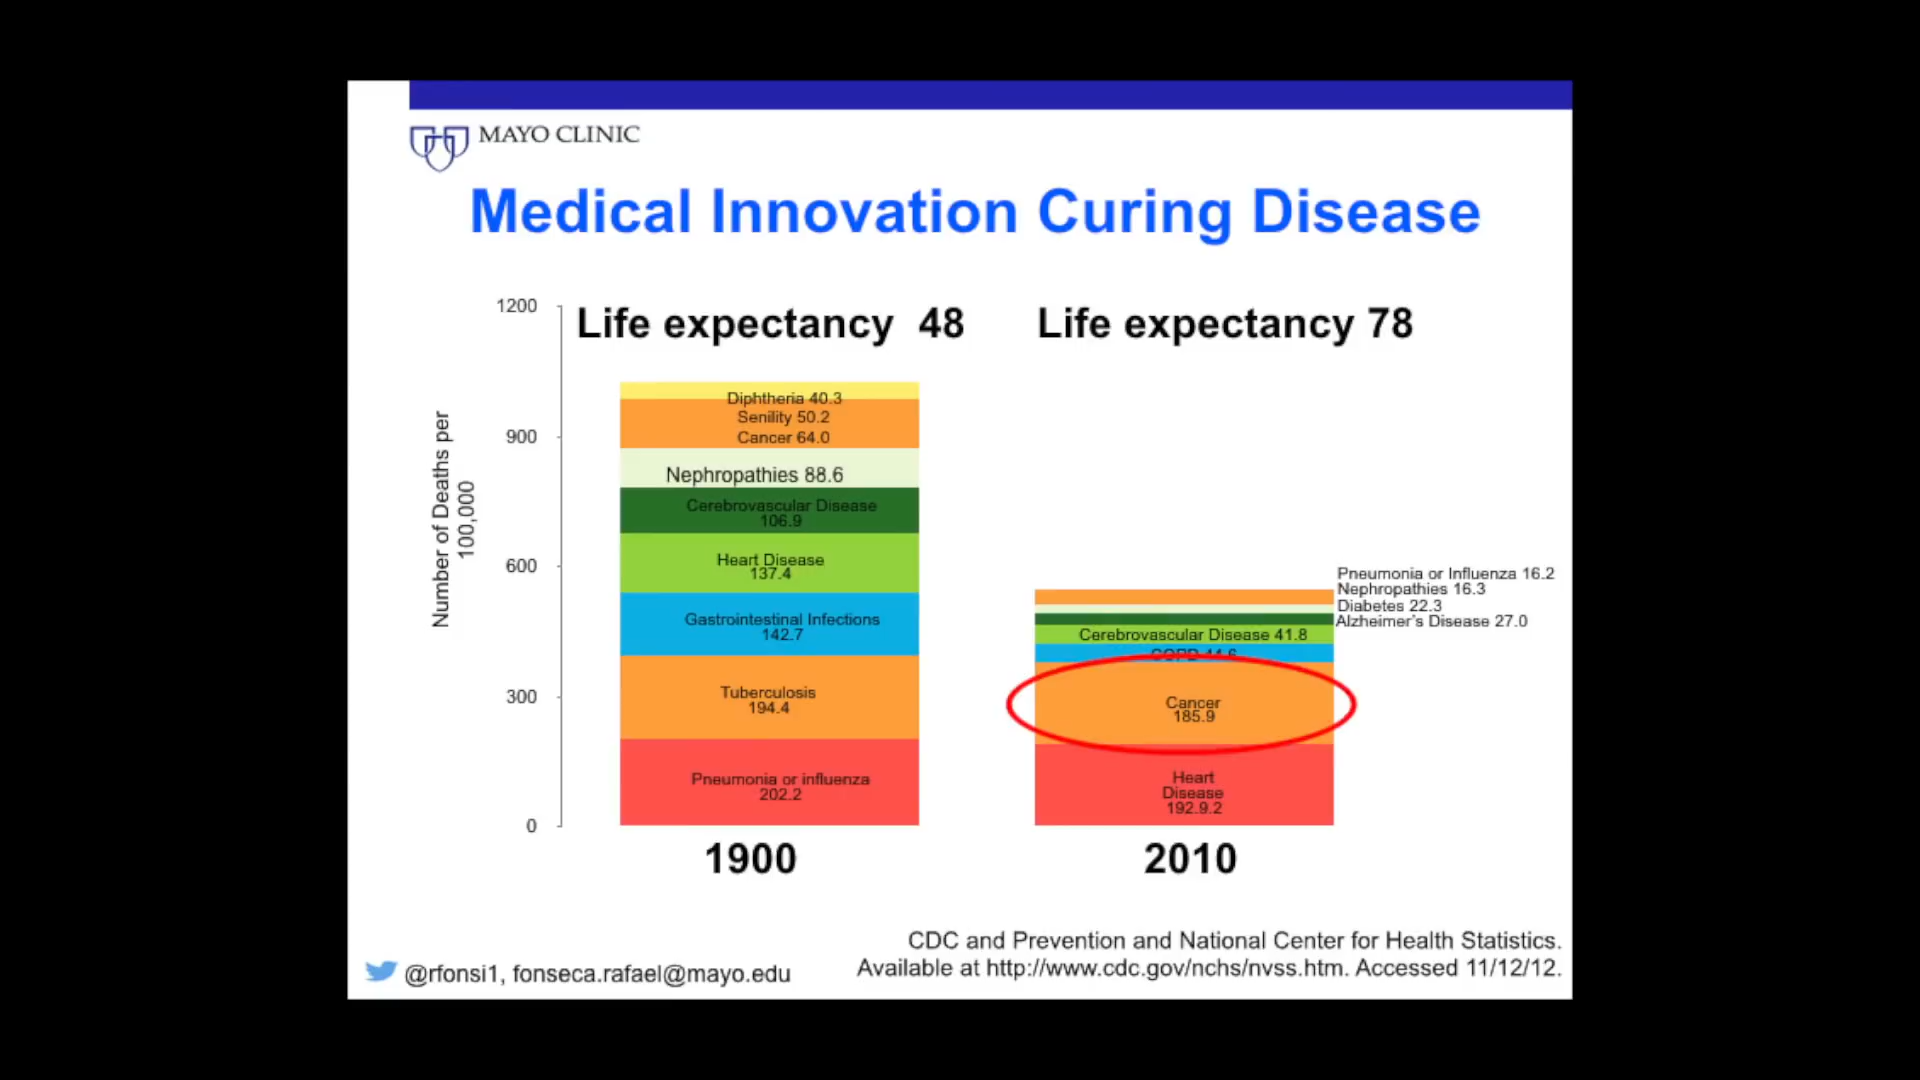 MAYO CLINIC
Medical Innovation Curing Disease
Life expectancy 48
Life expectancy 78
Number of Deaths per
100,000
1200
900
600
300
0
Diphtheria 40.3
Senility 50.2
Cancer 64.0
Nephropathies 88.6
Cerebrovascular Disease
106.9
Heart Disease
137.4
Gastrointestinal Infections
142.7
Tuberculosis
194.4
Pneumonia or influenza
202.2
1900
Pneumonia or Influenza 16.2
Nephropathies 16.3
Diabetes 22.3
Alzheimer's Disease 27.0
Cerebrovascular Disease 41.8
COPD 44.6
Cancer
185.9
Heart
Disease
192.9.2
2010
CDC and Prevention and National Center for Health Statistics.
Available at http://www.cdc.gov/nchs/nvss.htm. Accessed 11/12/12.
@rfonsi1, fonseca.rafael@mayo.edu